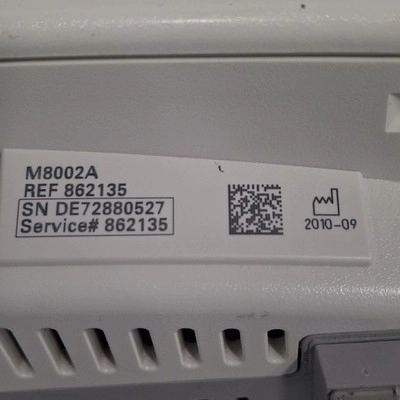 M8002A
REF 862135
SN DE72880527
Service# 862135
2010-09